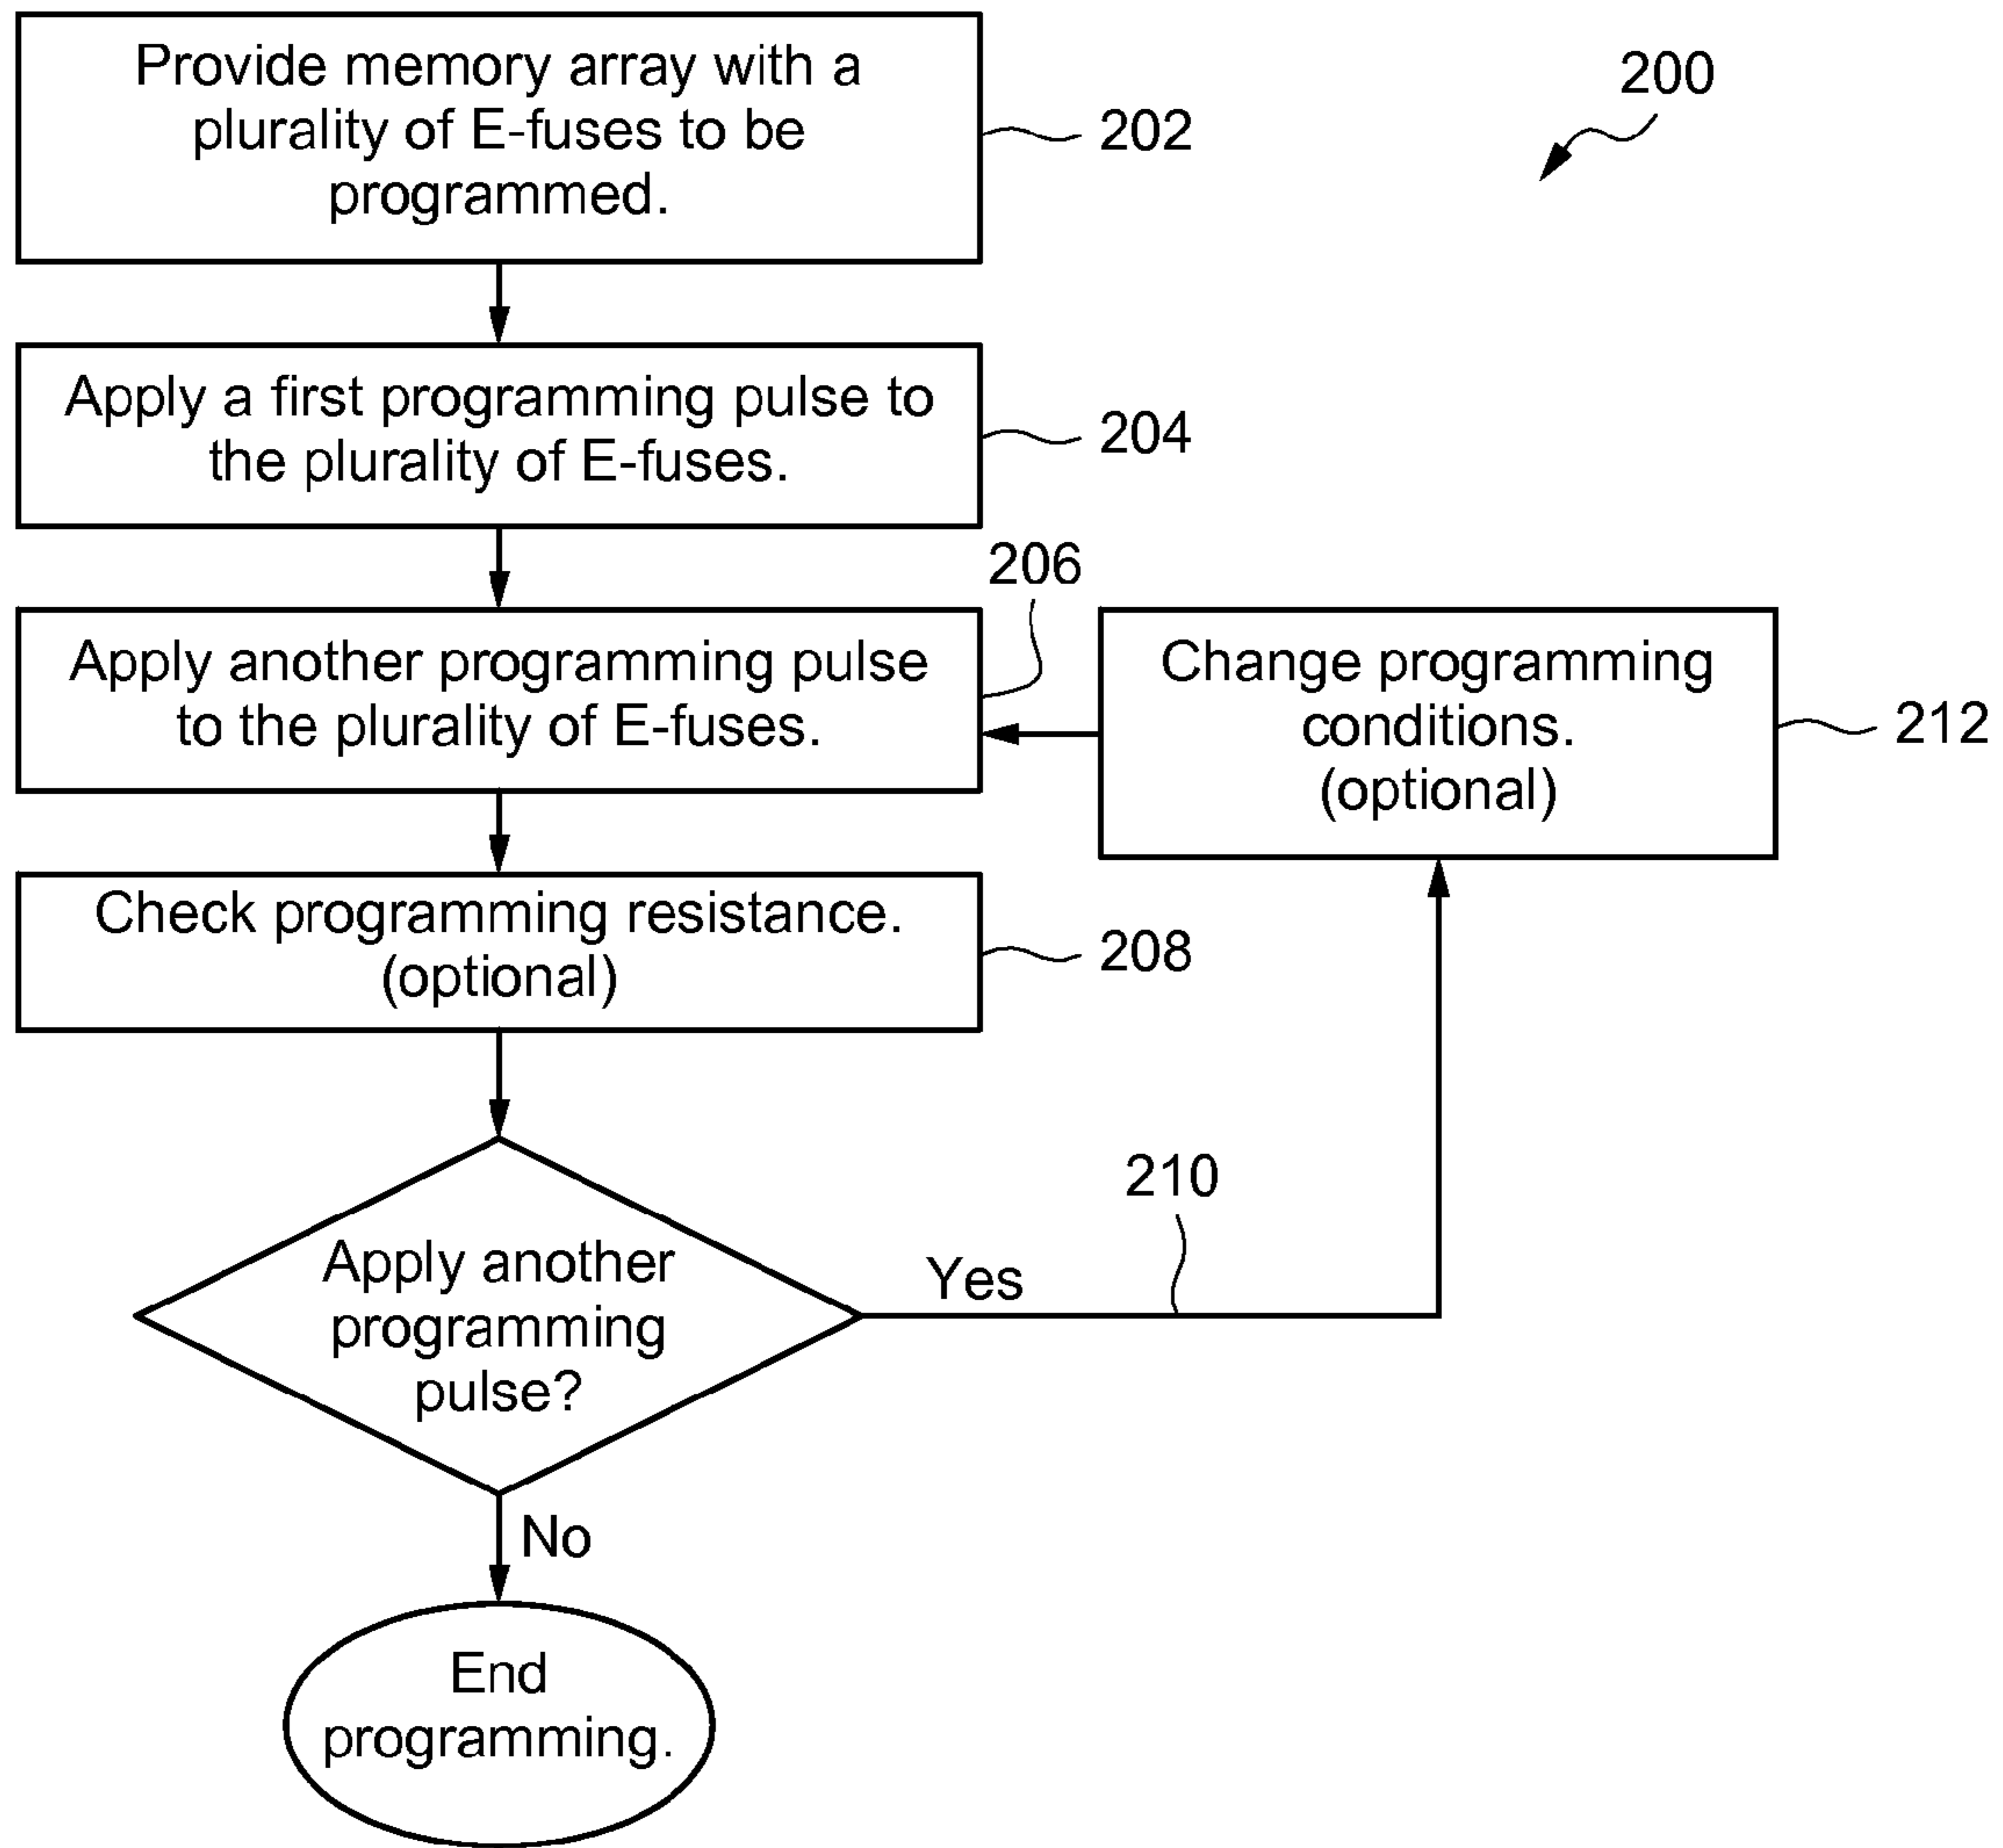 Provide memory array with a
plurality of E-fuses to be
programmed.
202
200
Apply a first programming pulse to
the plurality of E-fuses.
204
206
Apply another programming pulse
to the plurality of E-fuses.
Change programming
conditions.
(optional)
212
Check programming resistance.
(optional)
208
Apply another
programming
pulse?
Yes
210
No
End
programming.